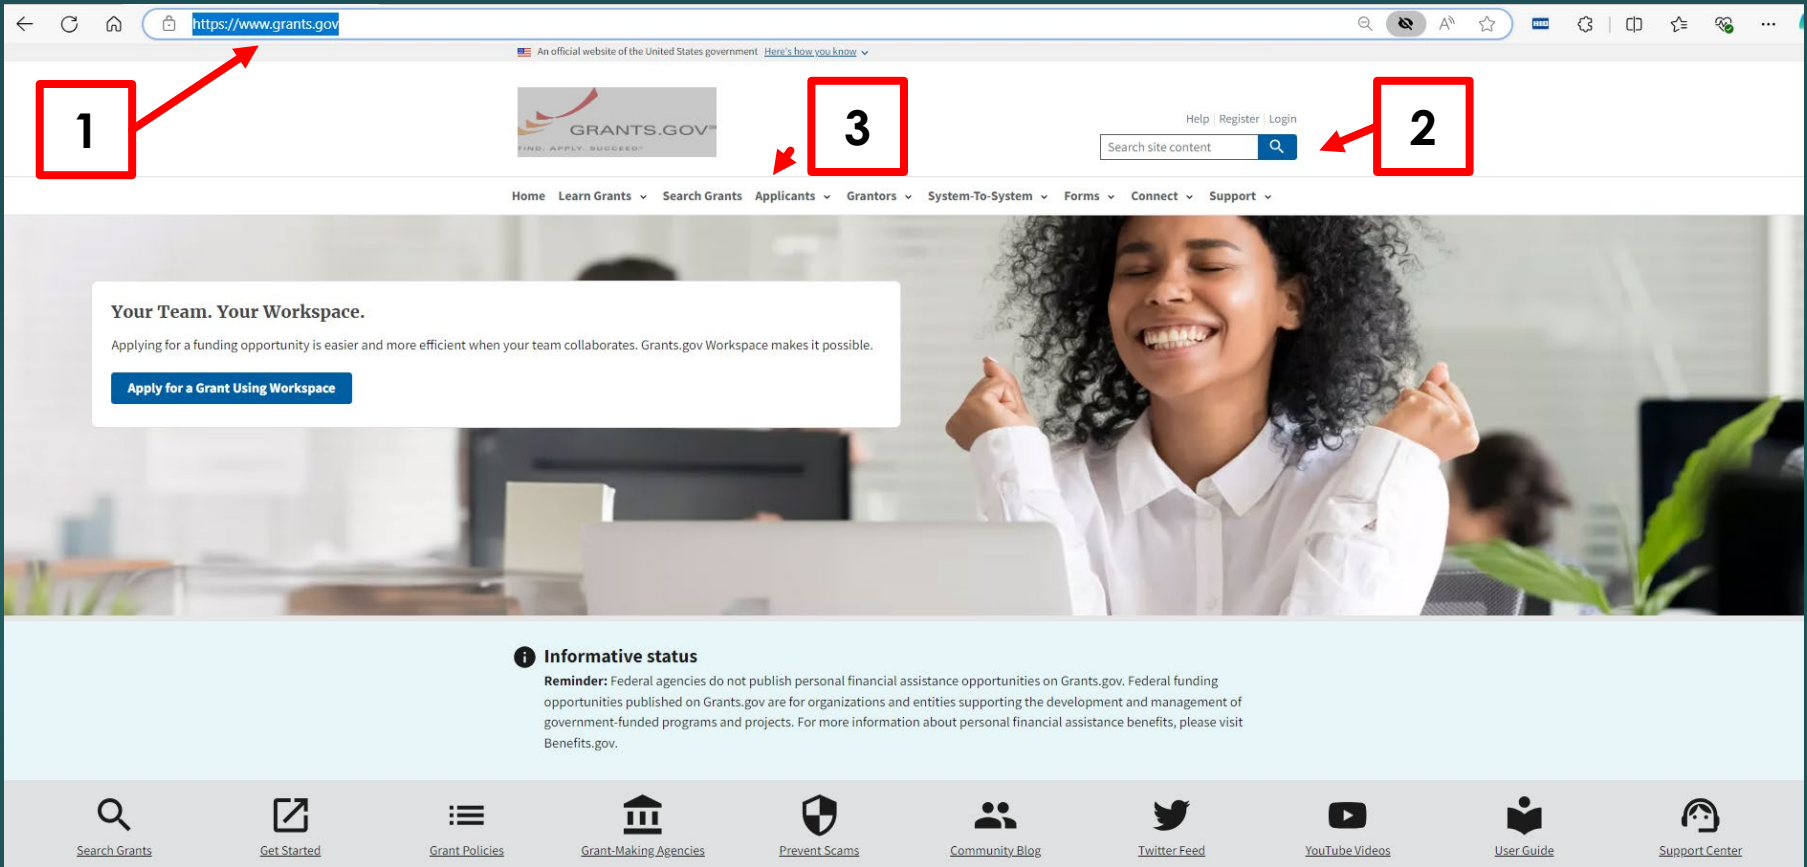 https://www.grants.gov
An official website of the United States government Here's how you know
1
GRANTS.GOV℠
FIND. APPLY. SUCCEED.℠
3
Help | Register | Login
Search site content
2
Home Learn Grants Search Grants Applicants Grantors System-To-System Forms Connect Support
Your Team. Your Workspace.
Applying for a funding opportunity is easier and more efficient when your team collaborates. Grants.gov Workspace makes it possible.
Apply for a Grant Using Workspace
Informative status
Reminder: Federal agencies do not publish personal financial assistance opportunities on Grants.gov. Federal funding
opportunities published on Grants.gov are for organizations and entities supporting the development and management of
government-funded programs and projects. For more information about personal financial assistance benefits, please visit
Benefits.gov.
Search Grants Get Started Grant Policies Grant-Making Agencies Prevent Scams Community Blog Twitter Feed YouTube Videos User Guide Support Center